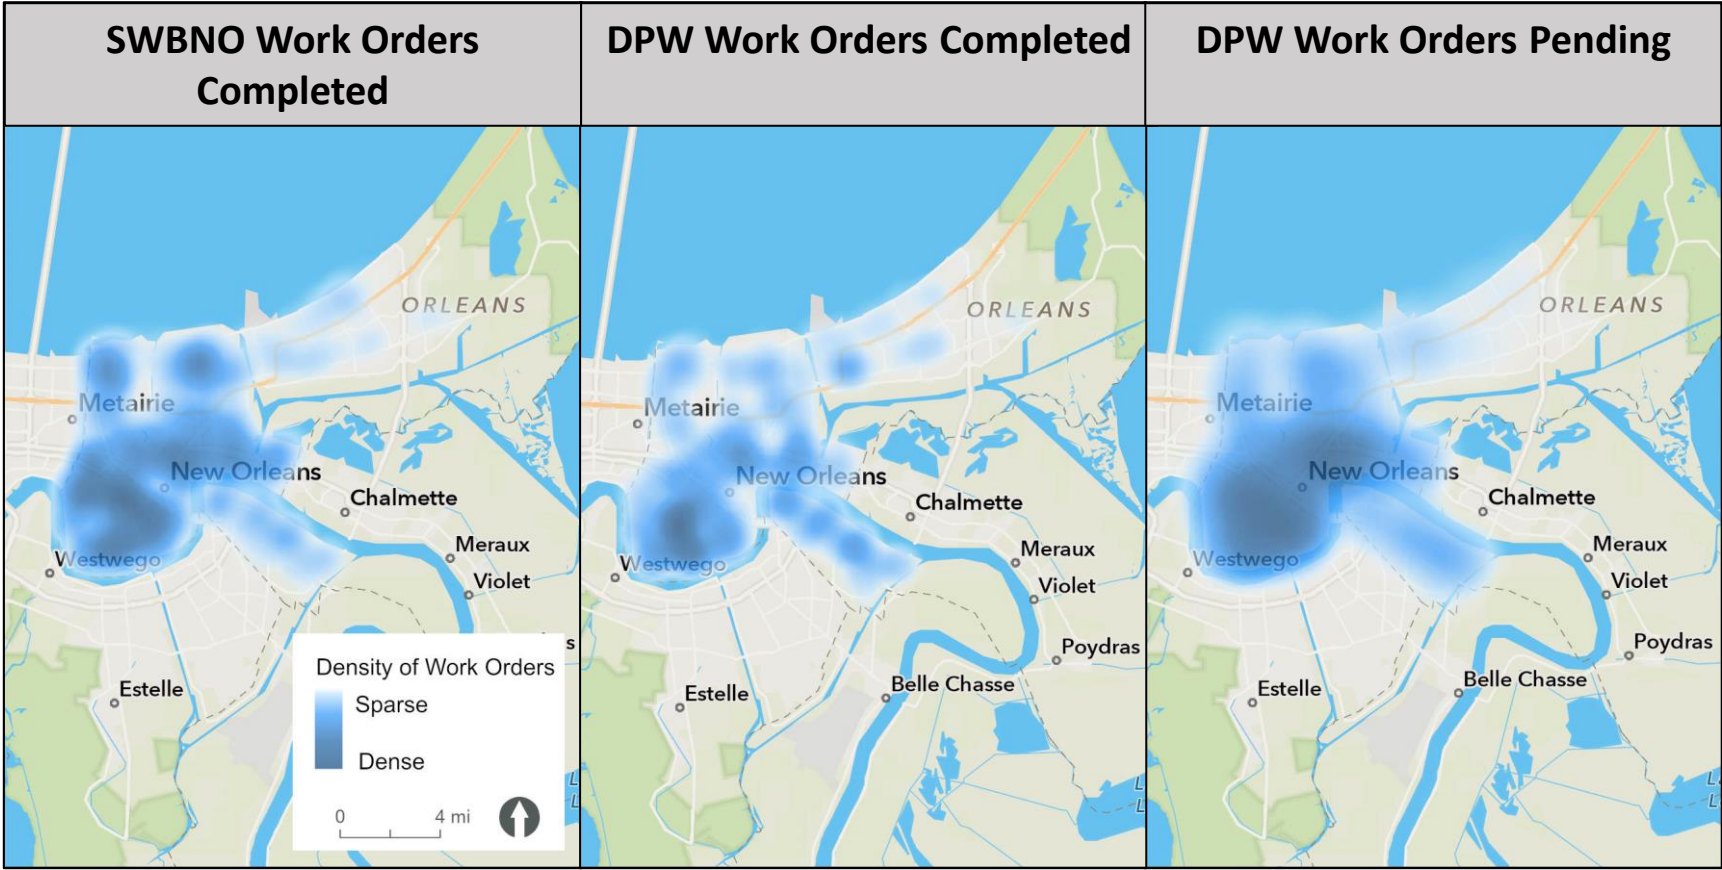 SWBNO Work Orders
Completed
DPW Work Orders Completed
DPW Work Orders Pending
ORLEANS
Metairie
New Orleans
Chalmette
Westwego
Meraux
Violet
s
Estelle
Density of Work Orders
Sparse
Dense
0 4 mi
ORLEANS
Metairie
New Orleans
Chalmette
Westwego
Meraux
Violet
Poydras
Belle Chasse
Estelle
L
L
ORLEANS
Metairie
New Orleans
Chalmette
Westwego
Meraux
Violet
Poydras
Belle Chasse
Estelle
L
L